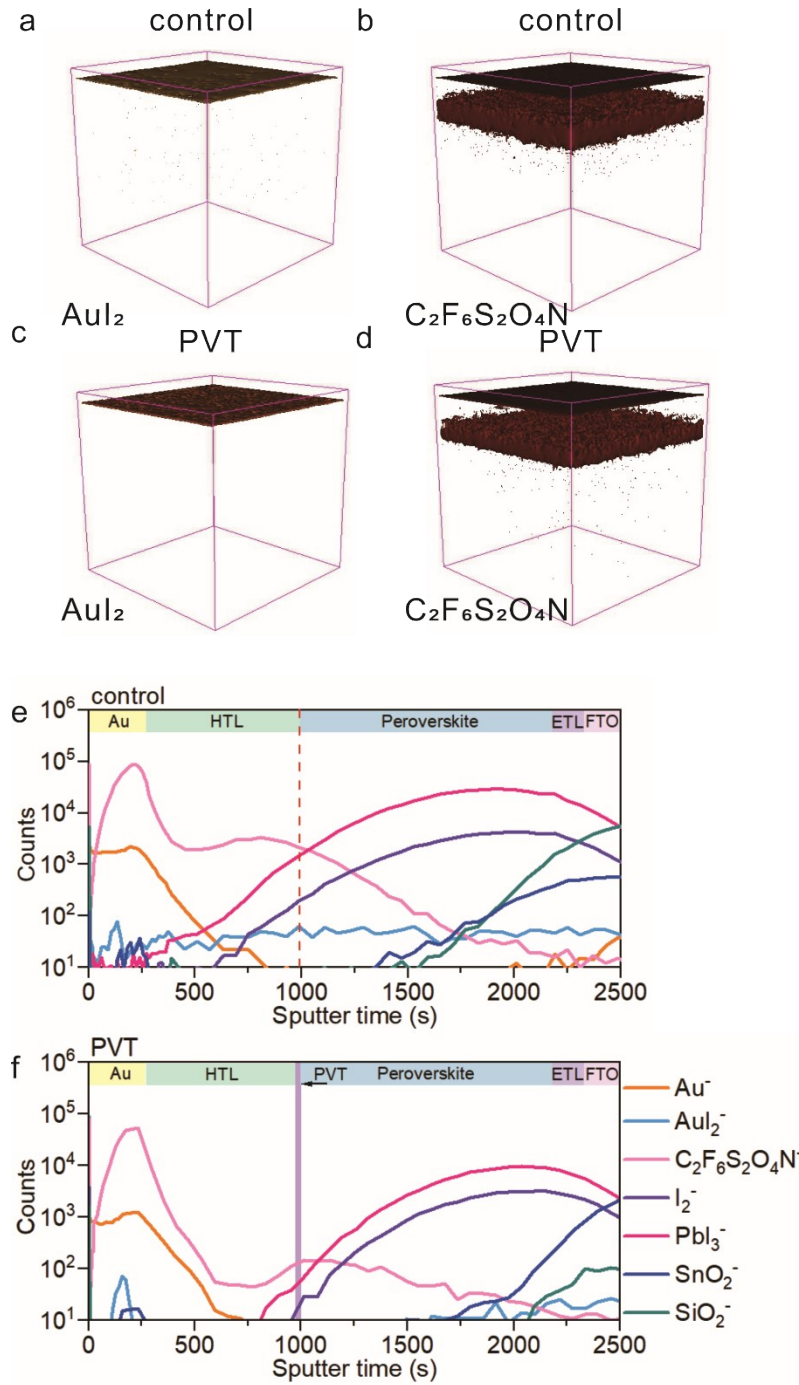 a control b control
AuI₂ C₂F₆S₂O₄N
c PVT d PVT
AuI₂ C₂F₆S₂O₄N
e control
10⁶
Au HTL Peroverskite ETL FTO
10⁵
10⁴
10³
10²
10¹
Counts
0 500 1000 1500 2000 2500
Sputter time (s)
f PVT
10⁶
Au HTL PVT Peroverskite ETL FTO
10⁵
10⁴
10³
10²
10¹
Counts
0 500 1000 1500 2000 2500
Sputter time (s)
Au⁻
AuI₂⁻
C₂F₆S₂O₄N⁻
I₂⁻
PbI₃⁻
SnO₂⁻
SiO₂⁻